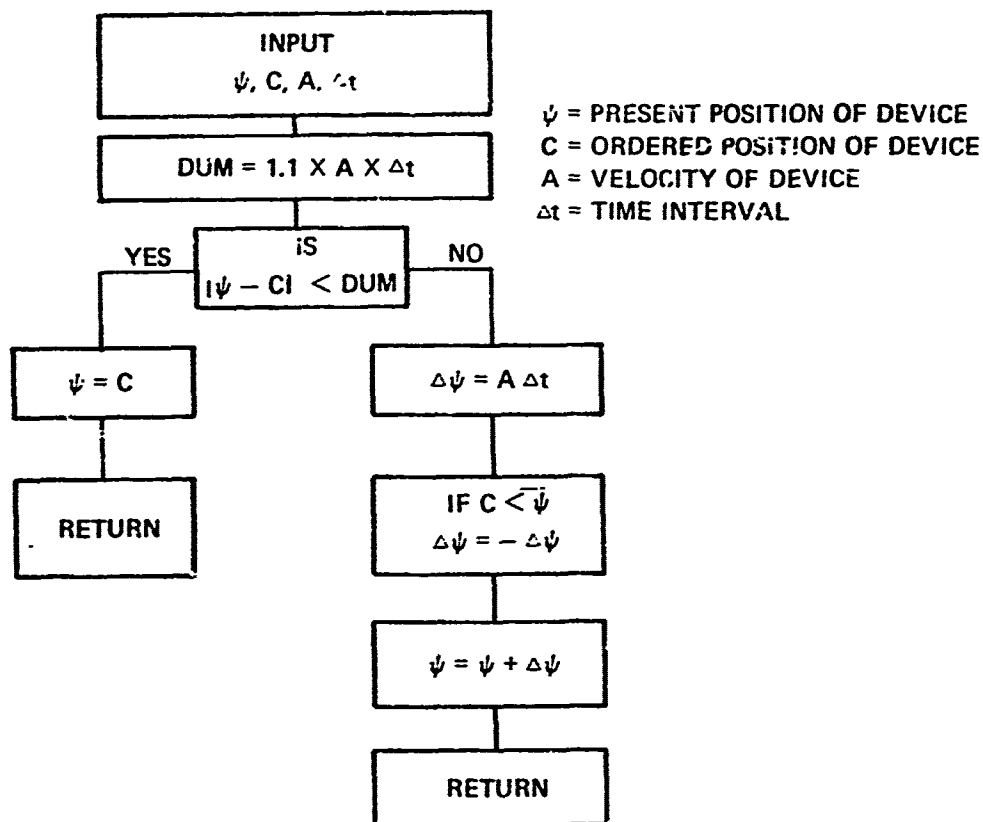 INPUT
ψ, C, A, Δt
DUM = 1.1 X A X Δt
ψ = PRESENT POSITION OF DEVICE
C = ORDERED POSITION OF DEVICE
A = VELOCITY OF DEVICE
Δt = TIME INTERVAL
YES
IS
|ψ – C| < DUM
NO
ψ = C
RETURN
Δψ = A Δt
IF C < ψ
Δψ = – Δψ
ψ = ψ + Δψ
RETURN